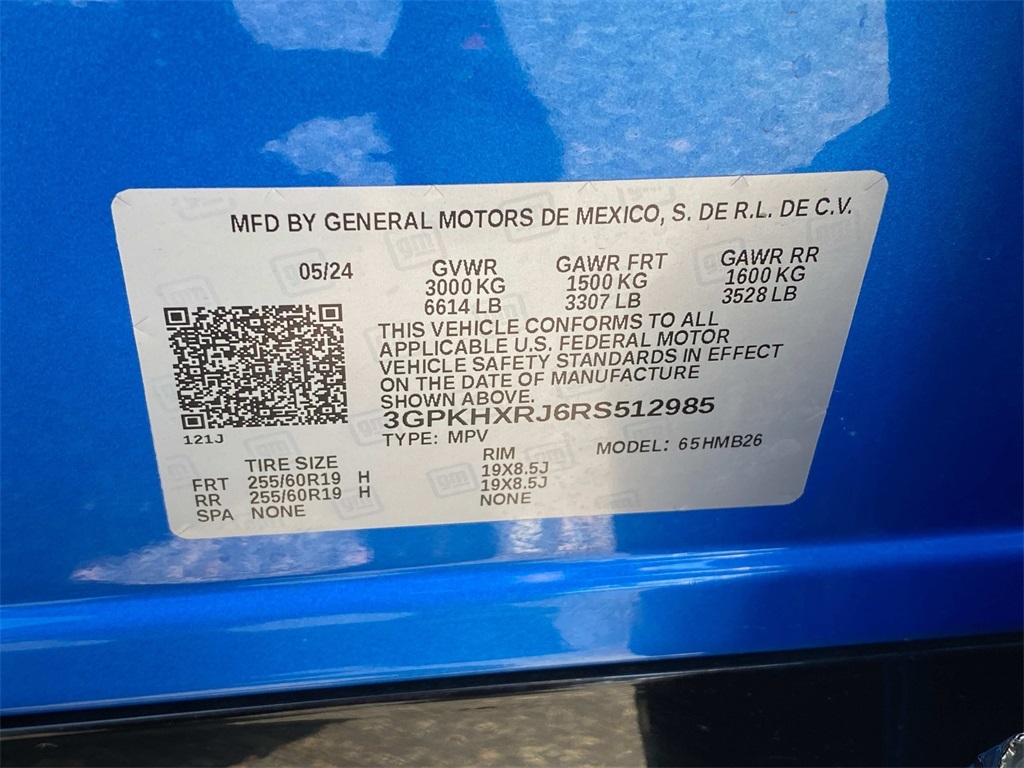 MFD BY GENERAL MOTORS DE MEXICO, S. DE R.L. DE C.V.
05/24 GVWR GAWR FRT GAWR RR
3000 KG 1500 KG 1600 KG
6614 LB 3307 LB 3528 LB
THIS VEHICLE CONFORMS TO ALL
APPLICABLE U.S. FEDERAL MOTOR
VEHICLE SAFETY STANDARDS IN EFFECT
ON THE DATE OF MANUFACTURE
SHOWN ABOVE.
3GPKHXRJ6RS512985
121J
TYPE: MPV MODEL: 65HMB26
TIRE SIZE RIM
FRT 255/60R19 H 19X8.5J
RR 255/60R19 H 19X8.5J
SPA NONE NONE